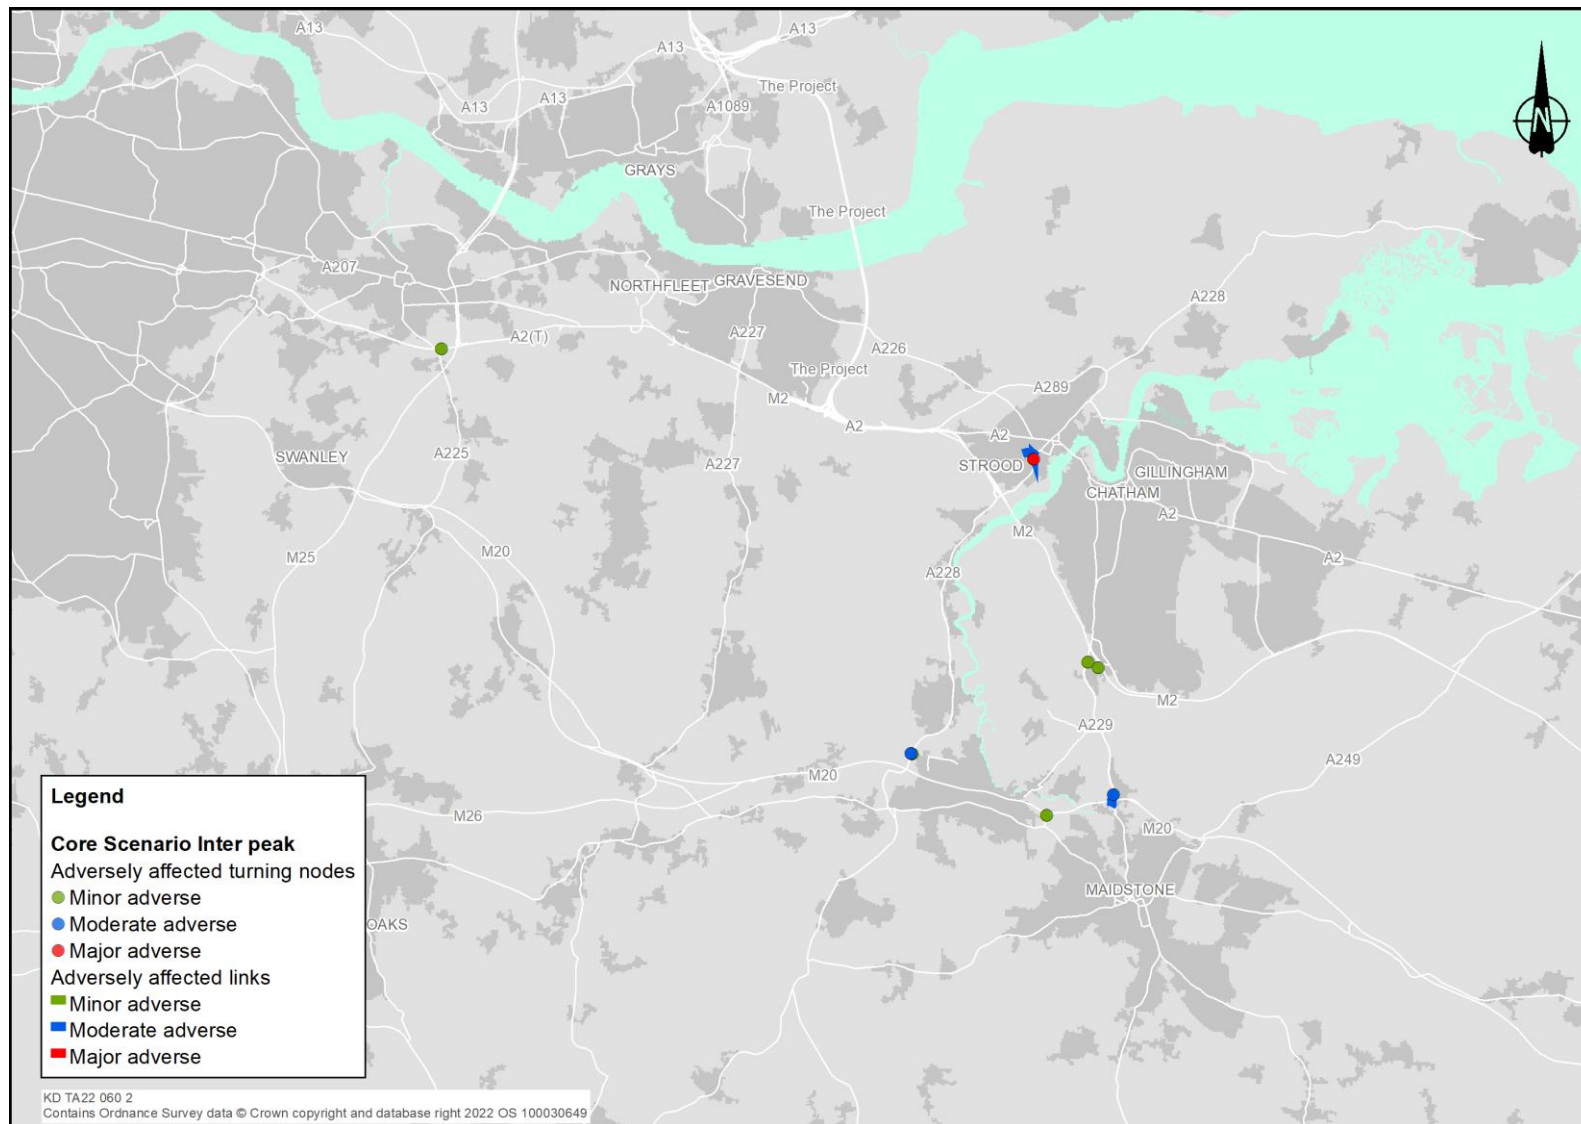 A13
A13
A13
The Project
A13
A13
A1089
GRAYS
The Project
A207
NORTHFLEET
GRAVESEND
A228
A2(T)
A227
A226
The Project
A289
M2
A2
A2
SWANLEY
A225
A227
STROOD
GILLINGHAM
CHATHAM
A2
M2
M25
M20
A2
A228
M2
A229
M20
A249
M26
M20
MAIDSTONE
OAKS
N
Legend
Core Scenario Inter peak
Adversely affected turning nodes
Minor adverse
Moderate adverse
Major adverse
Adversely affected links
Minor adverse
Moderate adverse
Major adverse
KD TA22 060 2
Contains Ordnance Survey data © Crown copyright and database right 2022 OS 100030649